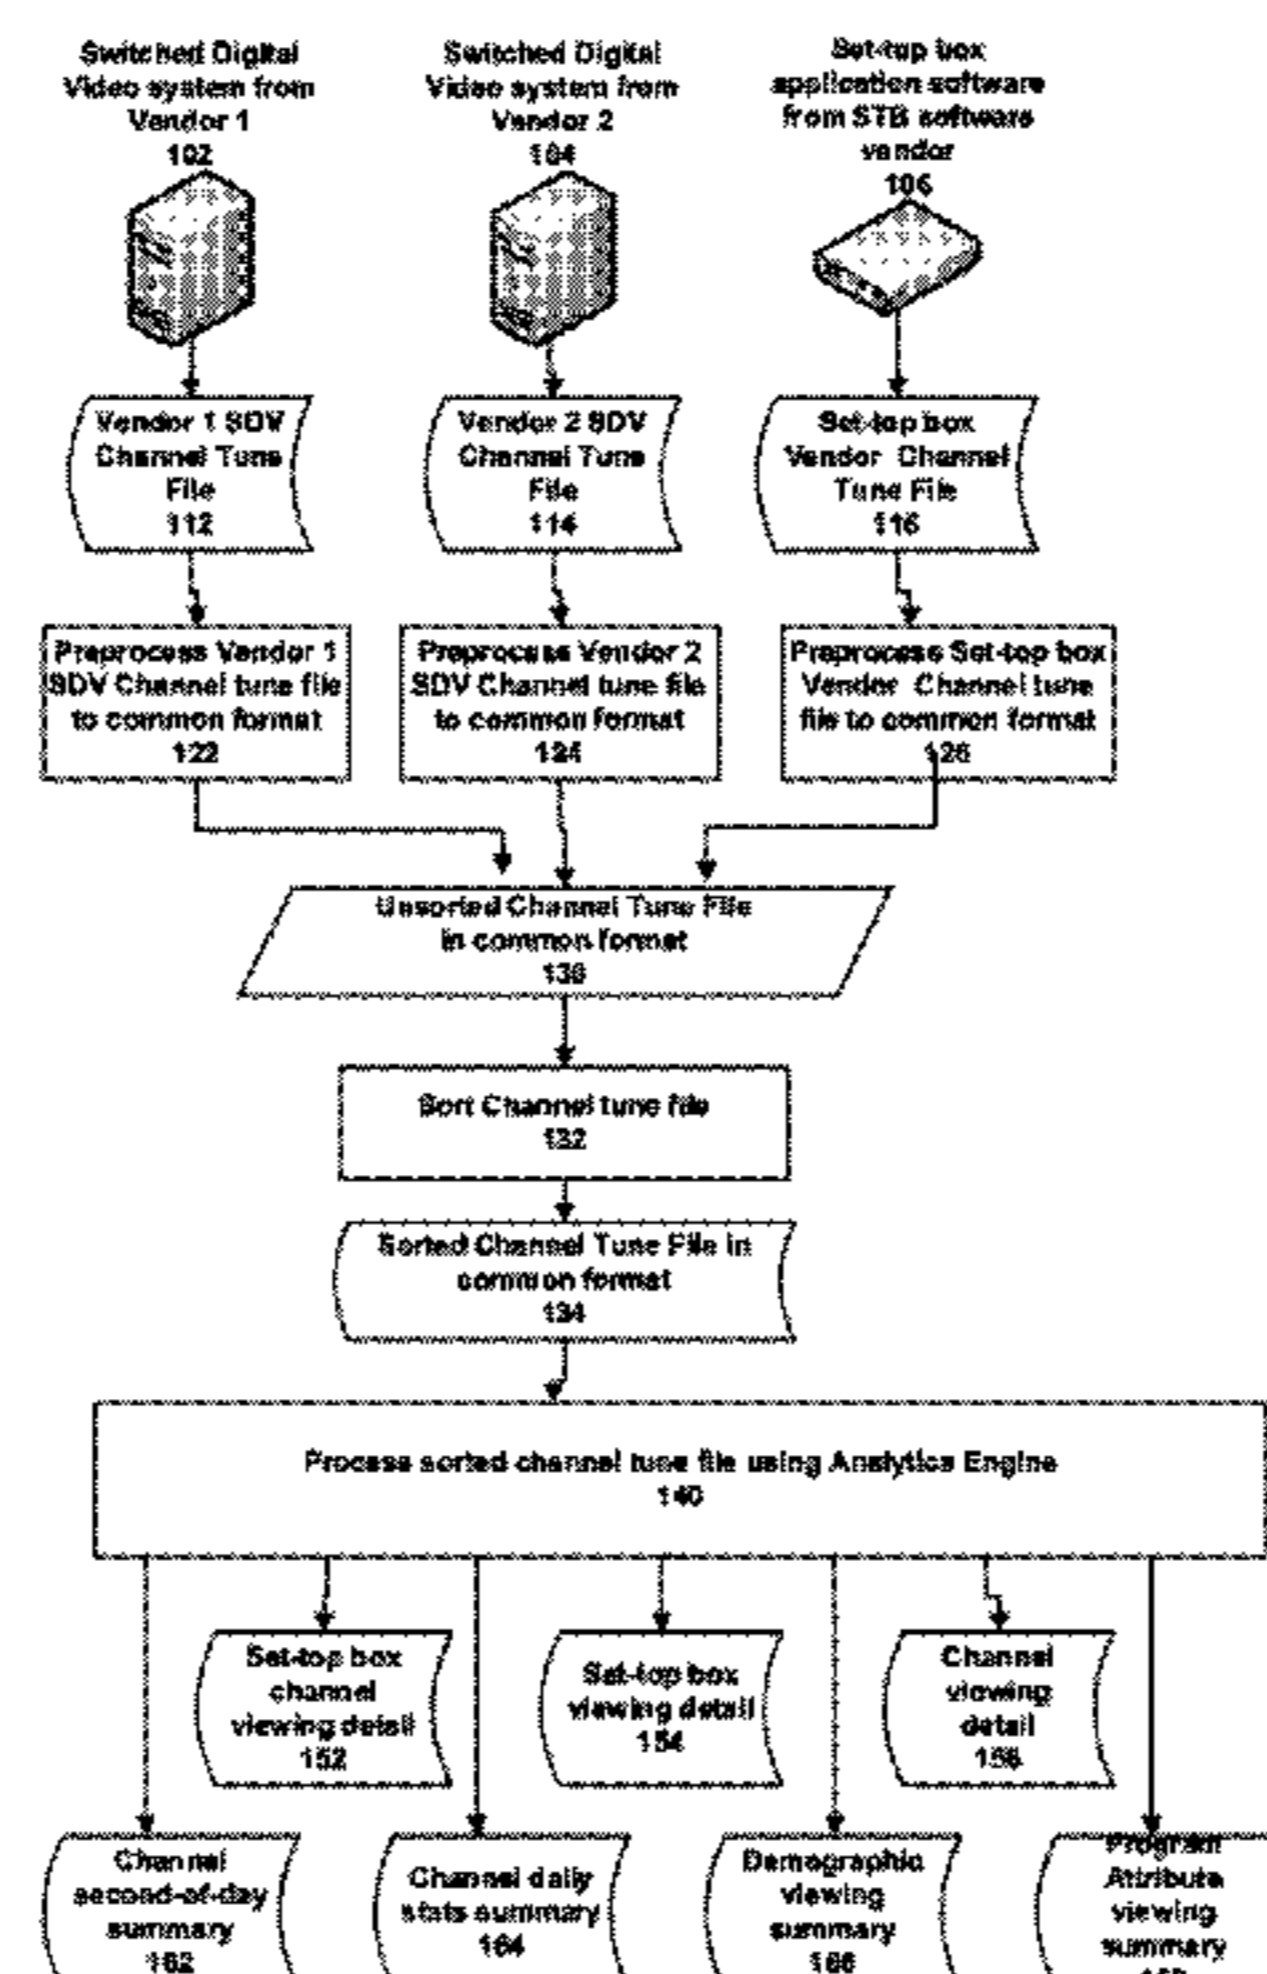 Switched Digital
Video system from
Vendor 1
102
Switched Digital
Video system from
Vendor 2
104
Set-top box
application software
from STB software
vendor
106
Vendor 1 SDV
Channel Tune
File
112
Vendor 2 SDV
Channel Tune
File
114
Set-top box
Vendor Channel
Tune File
116
Preprocess Vendor 1
SDV Channel tune file
to common format
122
Preprocess Vendor 2
SDV Channel tune file
to common format
124
Preprocess Set-top box
Vendor Channel tune
file to common format
126
Unsorted Channel Tune File
in common format
130
Sort Channel tune file
132
Sorted Channel Tune File in
common format
134
Process sorted channel tune file using Analytics Engine
140
Set-top box
channel
viewing detail
152
Set-top box
viewing detail
154
Channel
viewing
detail
156
Channel
second-of-day
summary
162
Channel daily
stats summary
164
Demographic
viewing
summary
166
Program
Attribute
viewing
summary